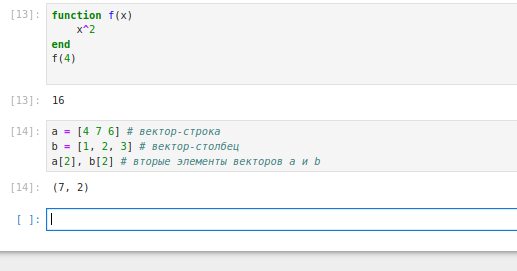 [13]: function f(x)
    x^2
end
f(4)
[13]: 16
[14]: a = [4 7 6] # вектор-строка
b = [1, 2, 3] # вектор-столбец
a[2], b[2] # вторые элементы векторов a и b
[14]: (7, 2)
[ ]: